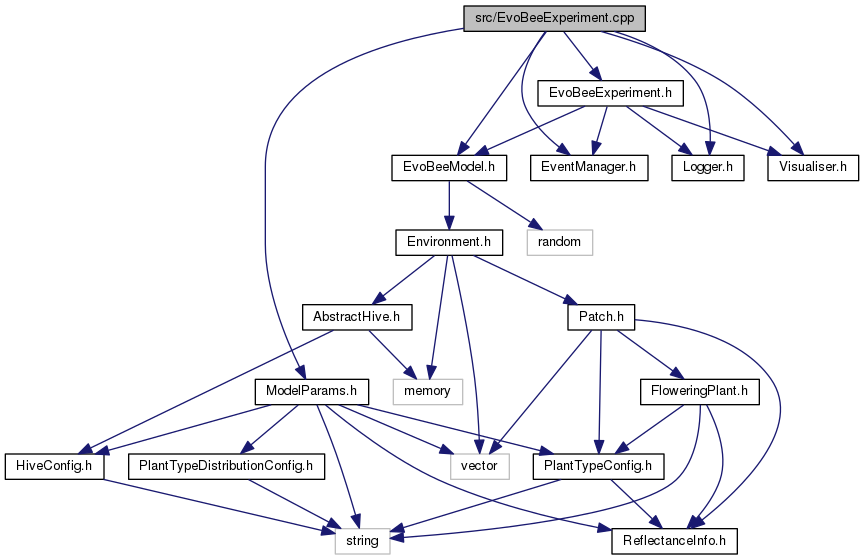 src/EvoBeeExperiment.cpp
EvoBeeExperiment.h
EvoBeeModel.h
EventManager.h
Logger.h
Visualiser.h
Environment.h
random
AbstractHive.h
Patch.h
ModelParams.h
memory
FloweringPlant.h
HiveConfig.h
PlantTypeDistributionConfig.h
vector
PlantTypeConfig.h
string
ReflectanceInfo.h